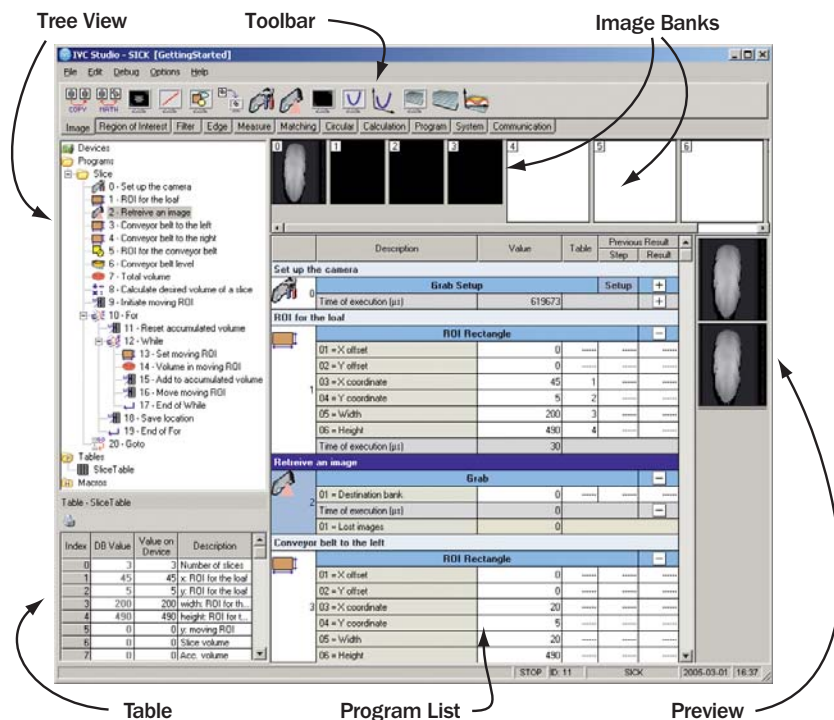 Tree View
Toolbar
Image Banks
IVC Studio - SICK [GettingStarted]
File Edit Debug Options Help
COPY MATH
Image Region of Interest Filter Edge Measure Matching Circular Calculation Program System Communication
Devices
Programs
Slice
0 - Set up the camera
1 - ROI for the loaf
2 - Retreive an image
3 - Conveyor belt to the left
4 - Conveyor belt to the right
5 - ROI for the conveyor belt
6 - Conveyor belt level
7 - Total volume
8 - Calculate desired volume of a slice
9 - Initiate moving ROI
10 - For
11 - Reset accumulated volume
12 - While
13 - Set moving ROI
14 - Volume in moving ROI
15 - Add to accumulated volume
16 - Move moving ROI
17 - End of While
18 - Save location
19 - End of For
20 - Goto
Tables
SliceTable
Macros
0 1 2 3 4 5 6
Description Value Table Previous Result
Step Result
Set up the camera
0 Grab Setup Setup +
Time of execution (µs) 619673 +
ROI for the loaf
ROI Rectangle
01 = X offset 0 ----- ----- -----
02 = Y offset 0 ----- ----- -----
1 03 = X coordinate 45 1 ----- -----
04 = Y coordinate 5 2 ----- -----
05 = Width 200 3 ----- -----
06 = Height 490 4 ----- -----
Time of execution (µs) 30
Retreive an image
Grab
01 = Destination bank 0 ----- ----- -----
2 Time of execution (µs) 0
01 = Lost images 0
Conveyor belt to the left
ROI Rectangle
01 = X offset 0 ----- ----- -----
02 = Y offset 0 ----- ----- -----
3 03 = X coordinate 20 ----- ----- -----
04 = Y coordinate 5 ----- ----- -----
05 = Width 20 ----- ----- -----
06 = Height 490 ----- ----- -----
Table - SliceTable
Index DB Value Value on Device Description
0 3 3 Number of slices
1 45 45 x: ROI for the loaf
2 5 5 y: ROI for the loaf
3 200 200 width: ROI for th...
4 490 490 height: ROI for t...
5 0 0 y: moving ROI
6 0 0 Slice volume
7 0 0 Acc. volume
STOP ID: 11 SICK 2005-03-01 16:37
Table
Program List
Preview